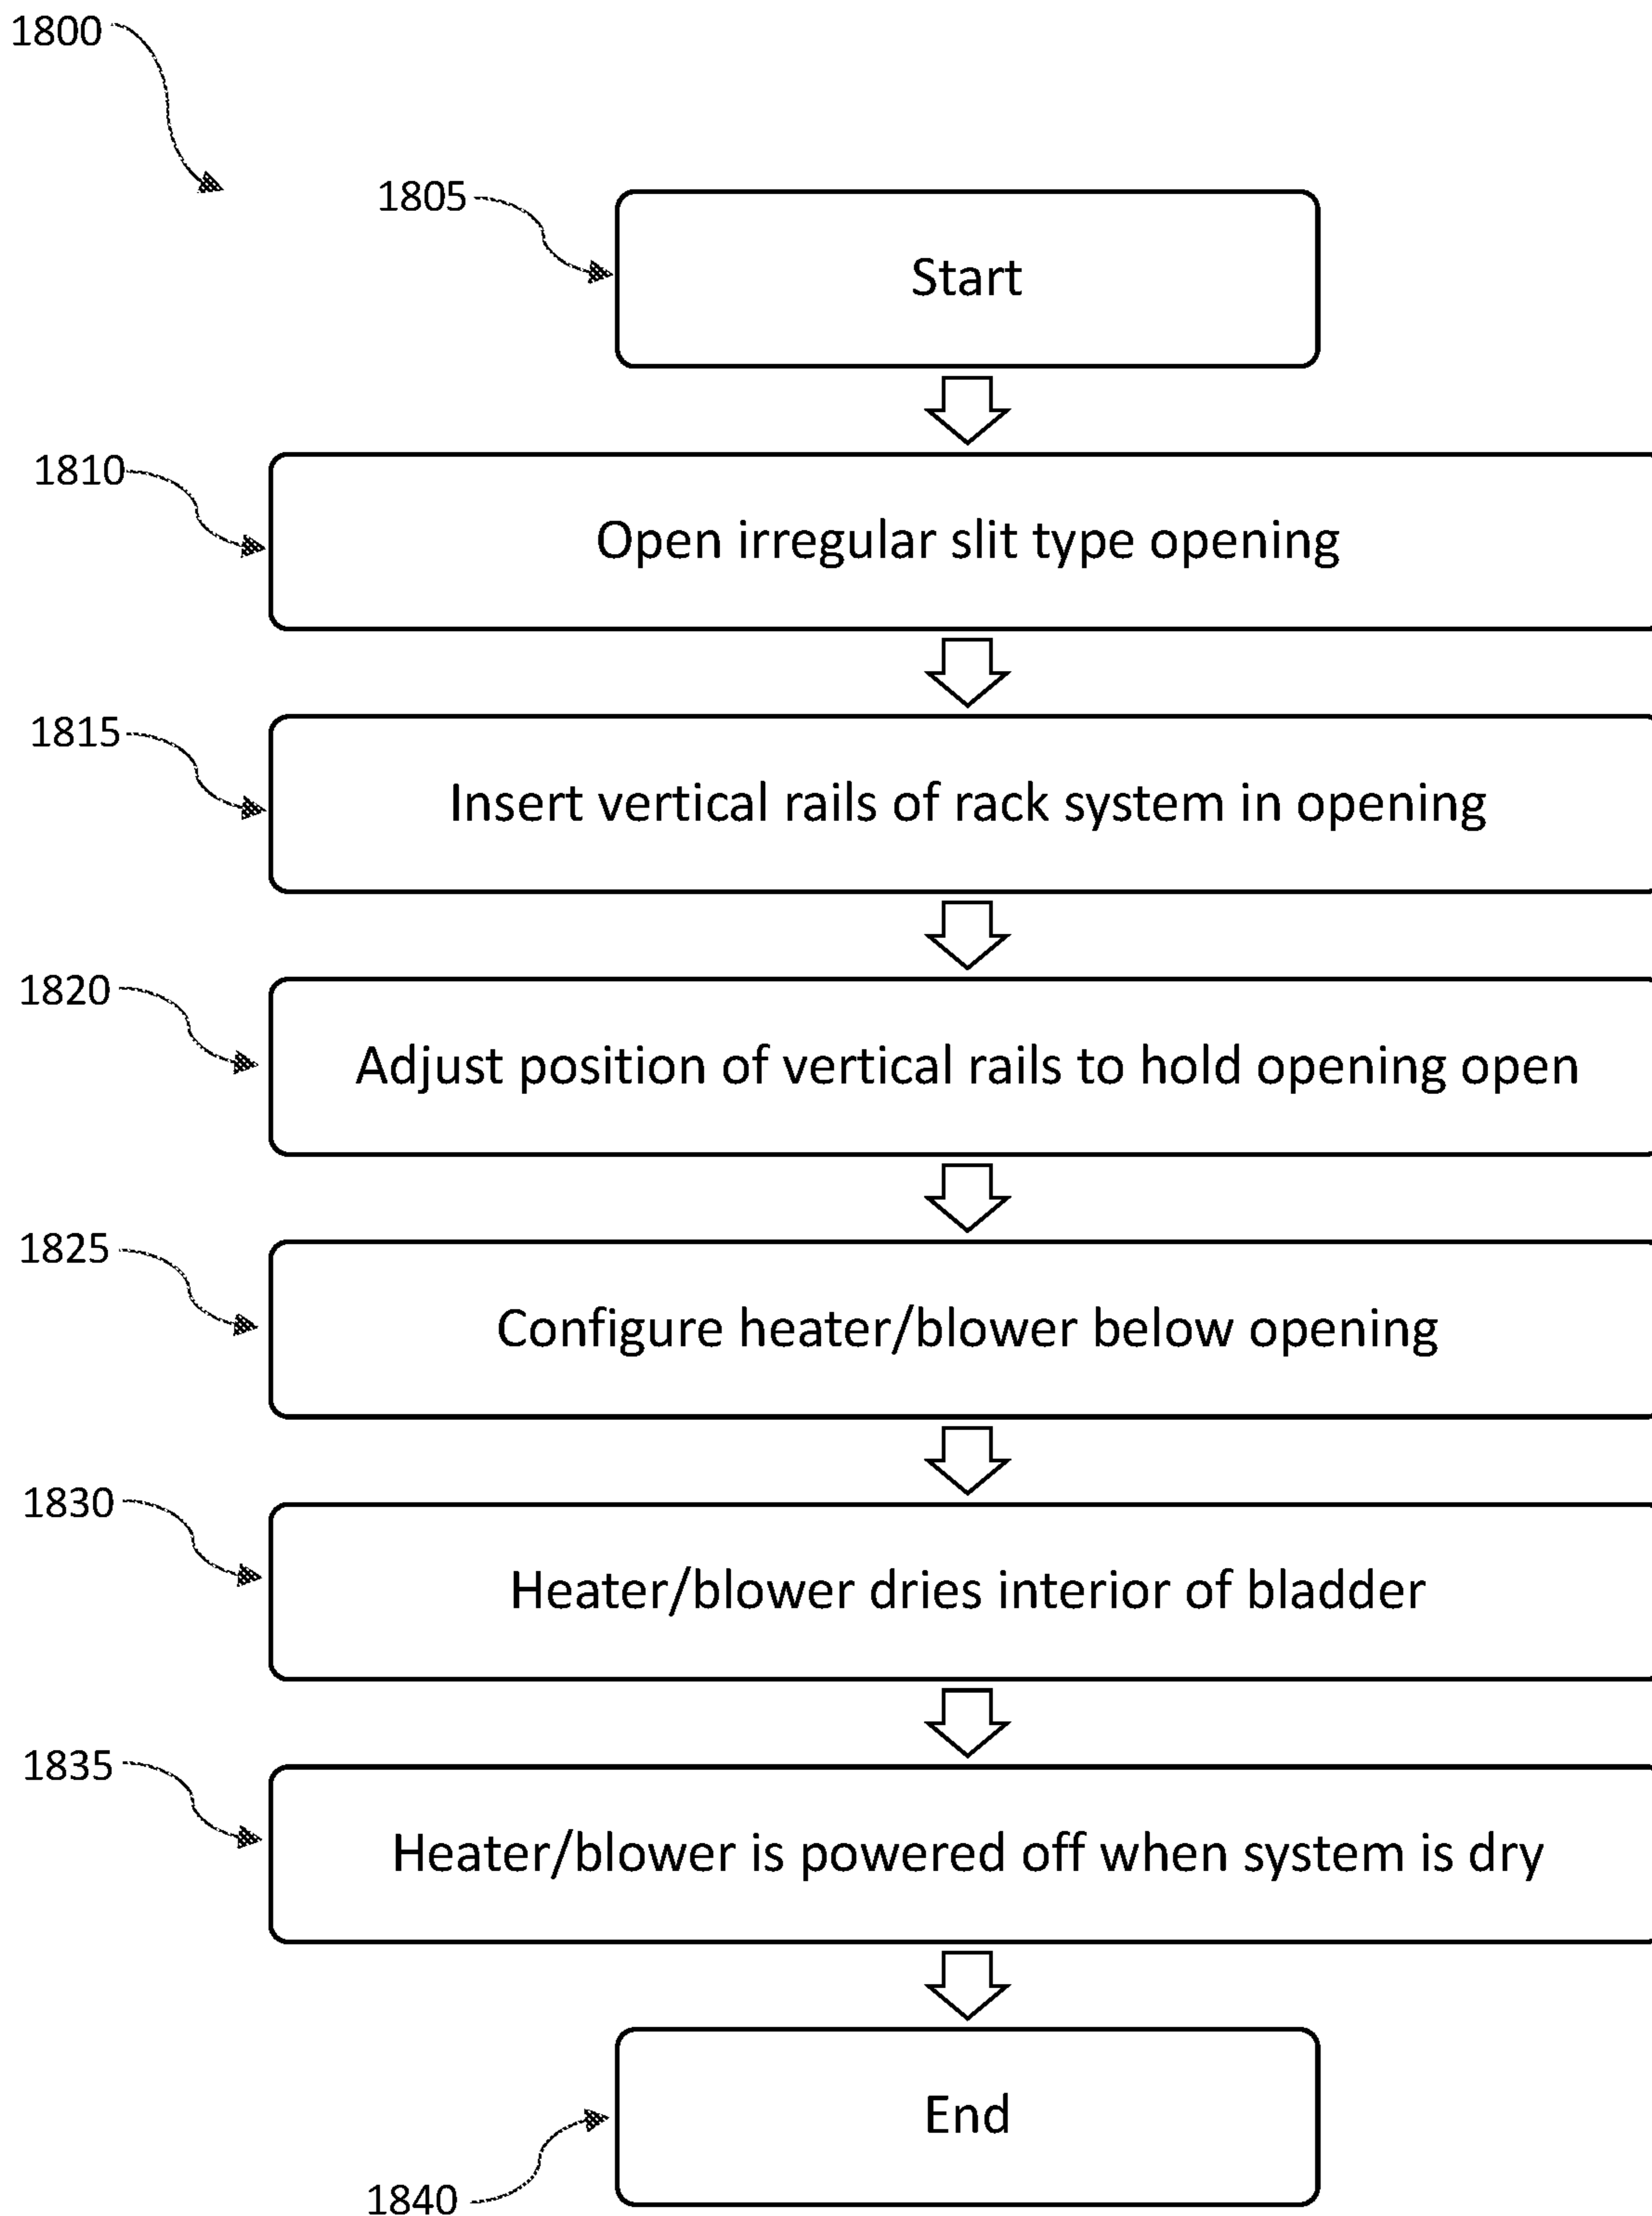 1800
1805
Start
1810
Open irregular slit type opening
1815
Insert vertical rails of rack system in opening
1820
Adjust position of vertical rails to hold opening open
1825
Configure heater/blower below opening
1830
Heater/blower dries interior of bladder
1835
Heater/blower is powered off when system is dry
End
1840